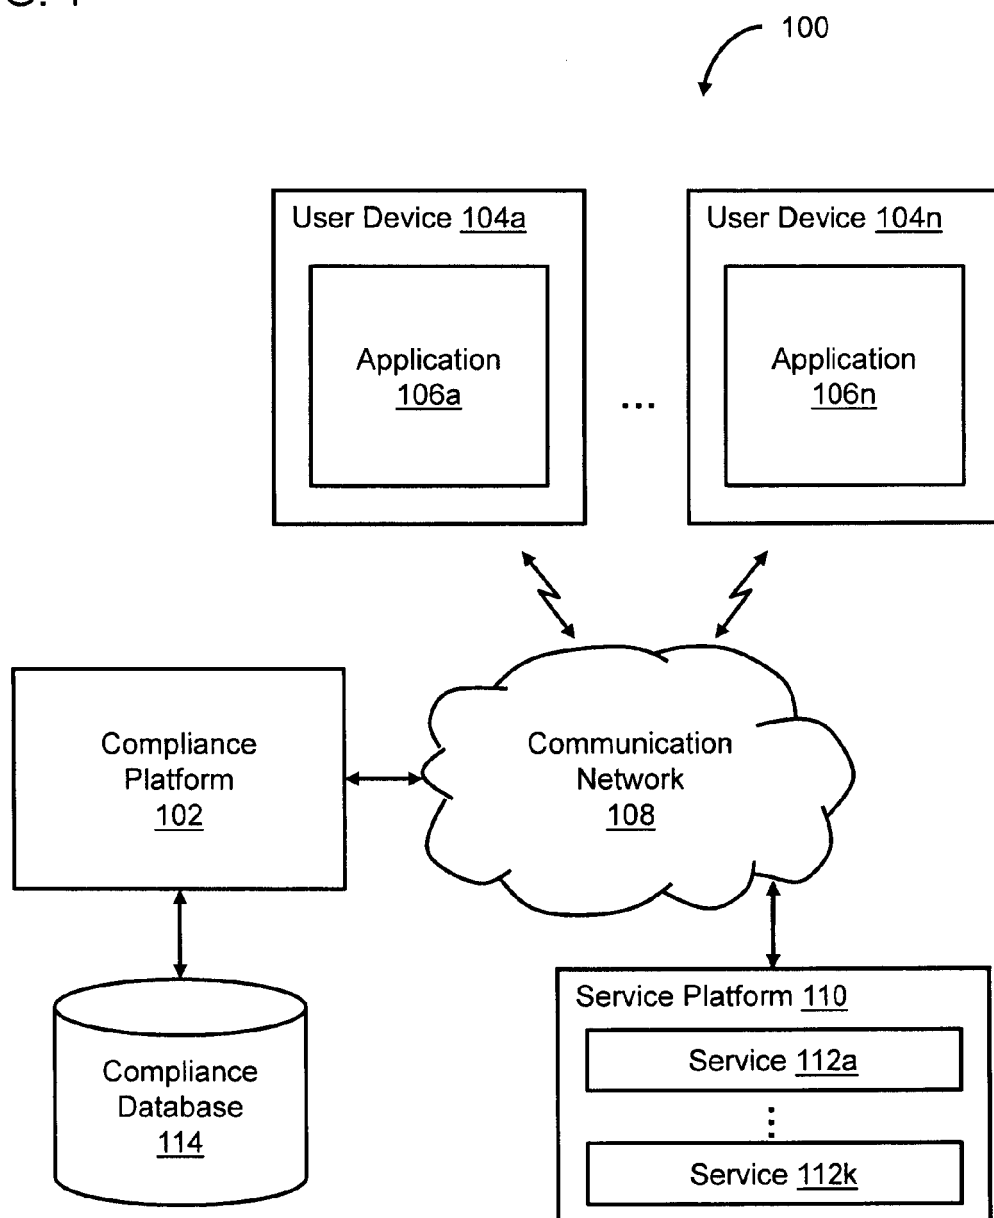 100
User Device 104a
Application
106a
...
User Device 104n
Application
106n
Compliance
Platform
102
Communication
Network
108
Compliance
Database
114
Service Platform 110
Service 112a
...
Service 112k